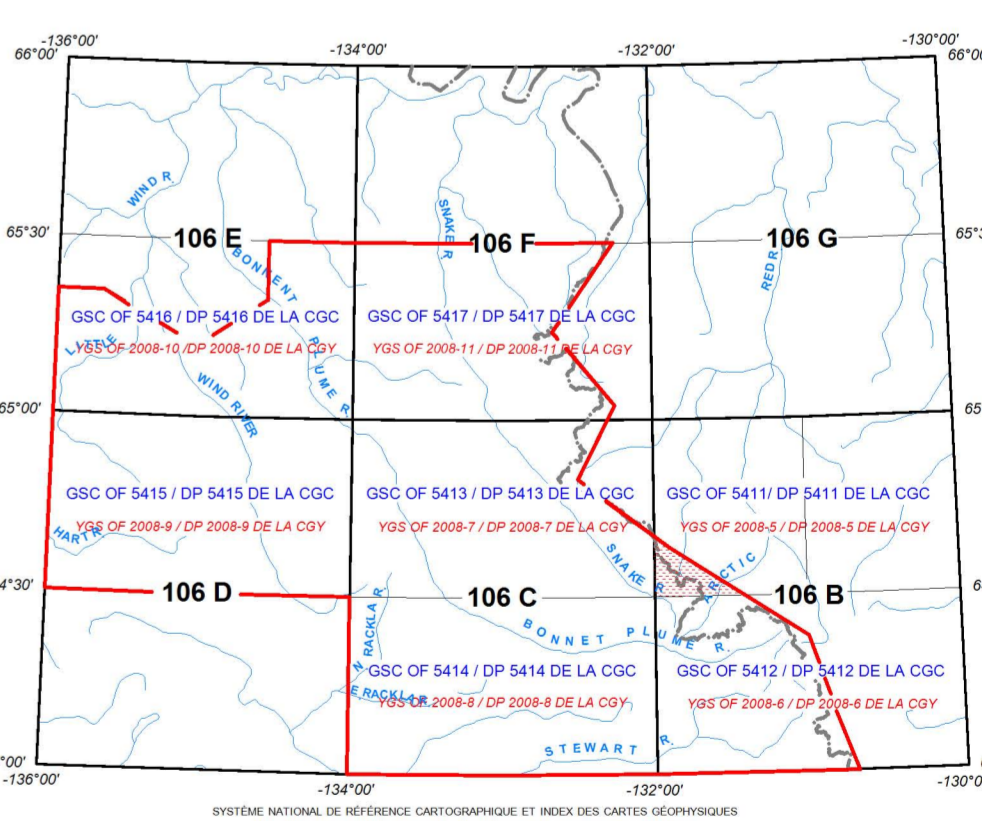 -136°00'
-134°00'
-132°00'
-130°00'
66°00'
66°0
WIND R.
SNAKE R.
65°30'
106 E
106 F
106 G
65°3
BONNENT PLUME R.
RED R.
GSC OF 5416 / DP 5416 DE LA CGC
GSC OF 5417 / DP 5417 DE LA CGC
LITTLE
YGS OF 2008-10 /DP 2008-10 DE LA CGY
YGS OF 2008-11 / DP 2008-11 DE LA CGY
WIND RIVER
65°00'
65
GSC OF 5415 / DP 5415 DE LA CGC
GSC OF 5413 / DP 5413 DE LA CGC
GSC OF 5411/ DP 5411 DE LA CGC
YGS OF 2008-9 / DP 2008-9 DE LA CGY
YGS OF 2008-7 / DP 2008-7 DE LA CGY
YGS OF 2008-5 / DP 2008-5 DE LA CGY
HART R.
SNAKE R.
ARCTIC
4°30'
106 D
106 C
106 B
N RACKLA R.
BONNET PLUME R.
GSC OF 5414 / DP 5414 DE LA CGC
GSC OF 5412 / DP 5412 DE LA CGC
E RACKLA R.
YGS OF 2008-8 / DP 2008-8 DE LA CGY
YGS OF 2008-6 / DP 2008-6 DE LA CGY
STEWART R.
°00'
-136°00'
-134°00'
-132°00'
-130°0
SYSTÈME NATIONAL DE RÉFÉRENCE CARTOGRAPHIQUE ET INDEX DES CARTES GÉOPHYSIQUES